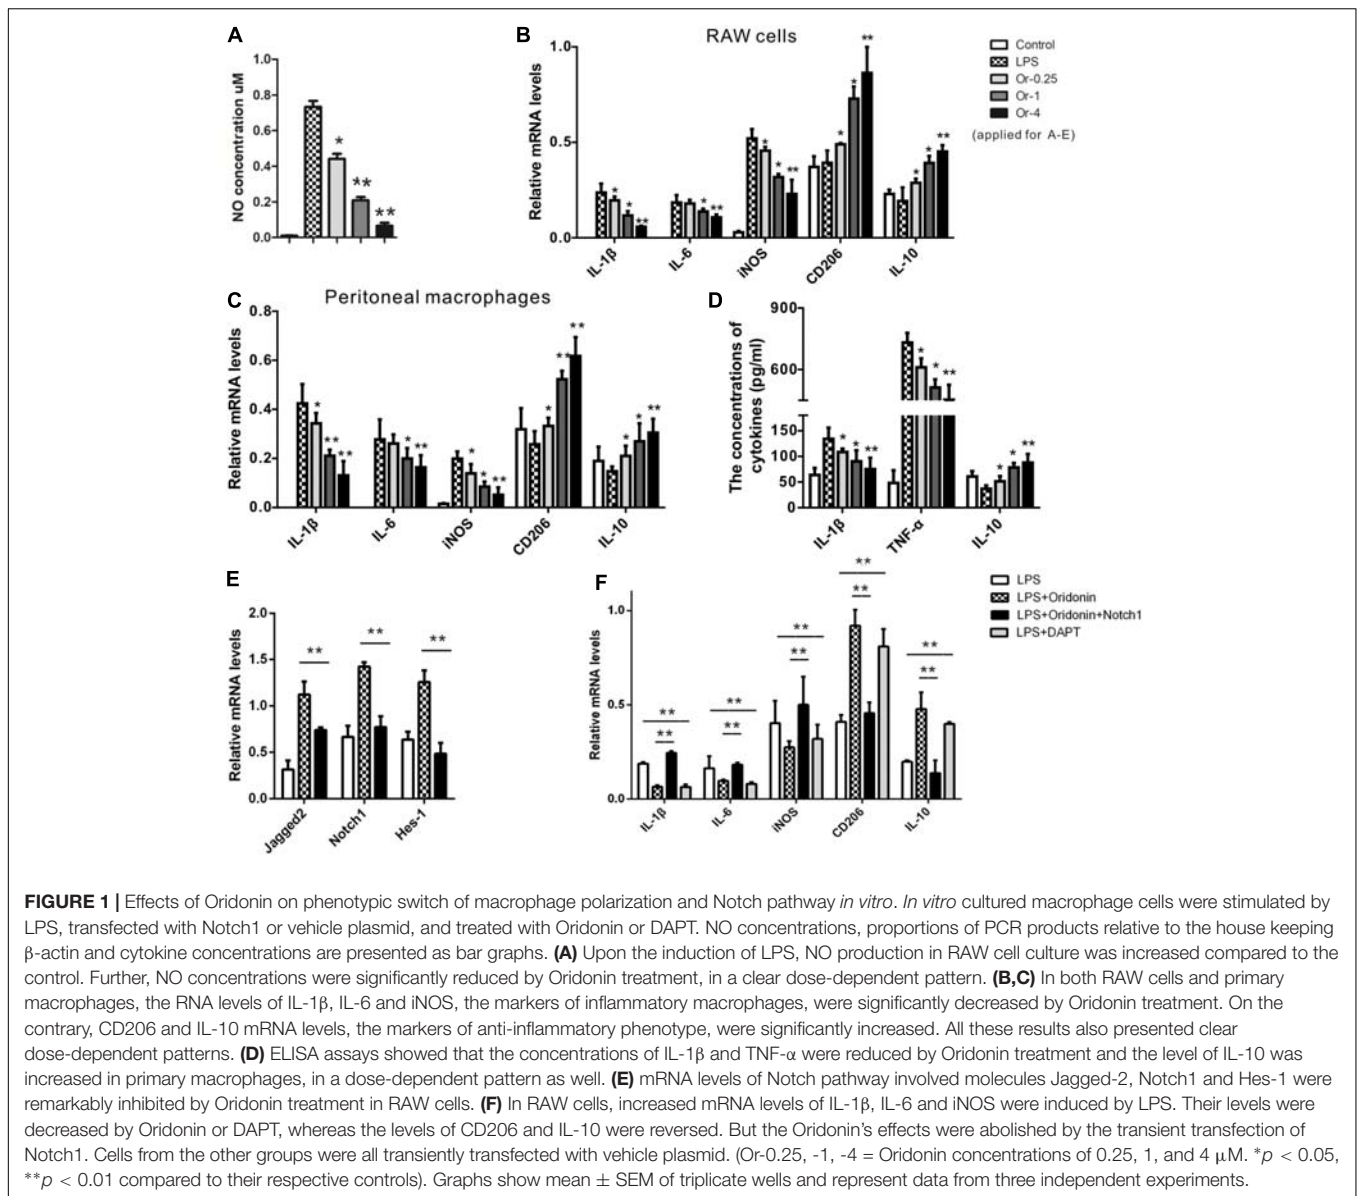 A
NO concentration uM
1.0
0.8
0.6
0.4
0.2
0.0
*
**
**
B
RAW cells
Relative mRNA levels
1.0
0.5
0.0
* * **
* **
* * **
* * **
* * **
IL-1β IL-6 iNOS CD206 IL-10
Control
LPS
Or-0.25
Or-1
Or-4
(applied for A-E)
C
Peritoneal macrophages
Relative mRNA levels
0.8
0.6
0.4
0.2
0.0
* ** **
* **
* * **
* ** **
* * **
IL-1β IL-6 iNOS CD206 IL-10
D
The concentrations of
cytokines (pg/ml)
900
600
150
100
50
0
* * **
* * **
* * **
IL-1β TNF-α IL-10
E
Relative mRNA levels
2.0
1.5
1.0
0.5
0.0
** ** **
Jagged2 Notch1 Hes-1
F
Relative mRNA levels
1.0
0.5
0.0
** **
** **
** **
** **
** **
IL-1β IL-6 iNOS CD206 IL-10
LPS
LPS+Oridonin
LPS+Oridonin+Notch1
LPS+DAPT
FIGURE 1 | Effects of Oridonin on phenotypic switch of macrophage polarization and Notch pathway in vitro. In vitro cultured macrophage cells were stimulated by
LPS, transfected with Notch1 or vehicle plasmid, and treated with Oridonin or DAPT. NO concentrations, proportions of PCR products relative to the house keeping
β-actin and cytokine concentrations are presented as bar graphs. (A) Upon the induction of LPS, NO production in RAW cell culture was increased compared to the
control. Further, NO concentrations were significantly reduced by Oridonin treatment, in a clear dose-dependent pattern. (B,C) In both RAW cells and primary
macrophages, the RNA levels of IL-1β, IL-6 and iNOS, the markers of inflammatory macrophages, were significantly decreased by Oridonin treatment. On the
contrary, CD206 and IL-10 mRNA levels, the markers of anti-inflammatory phenotype, were significantly increased. All these results also presented clear
dose-dependent patterns. (D) ELISA assays showed that the concentrations of IL-1β and TNF-α were reduced by Oridonin treatment and the level of IL-10 was
increased in primary macrophages, in a dose-dependent pattern as well. (E) mRNA levels of Notch pathway involved molecules Jagged-2, Notch1 and Hes-1 were
remarkably inhibited by Oridonin treatment in RAW cells. (F) In RAW cells, increased mRNA levels of IL-1β, IL-6 and iNOS were induced by LPS. Their levels were
decreased by Oridonin or DAPT, whereas the levels of CD206 and IL-10 were reversed. But the Oridonin's effects were abolished by the transient transfection of
Notch1. Cells from the other groups were all transiently transfected with vehicle plasmid. (Or-0.25, -1, -4 = Oridonin concentrations of 0.25, 1, and 4 μM. *p < 0.05,
**p < 0.01 compared to their respective controls). Graphs show mean ± SEM of triplicate wells and represent data from three independent experiments.